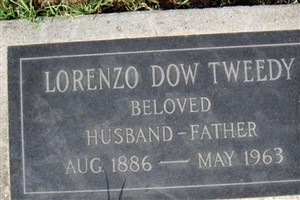 LORENZO DOW TWEEDY
BELOVED
HUSBAND - FATHER
AUG. 1886 — MAY 1963